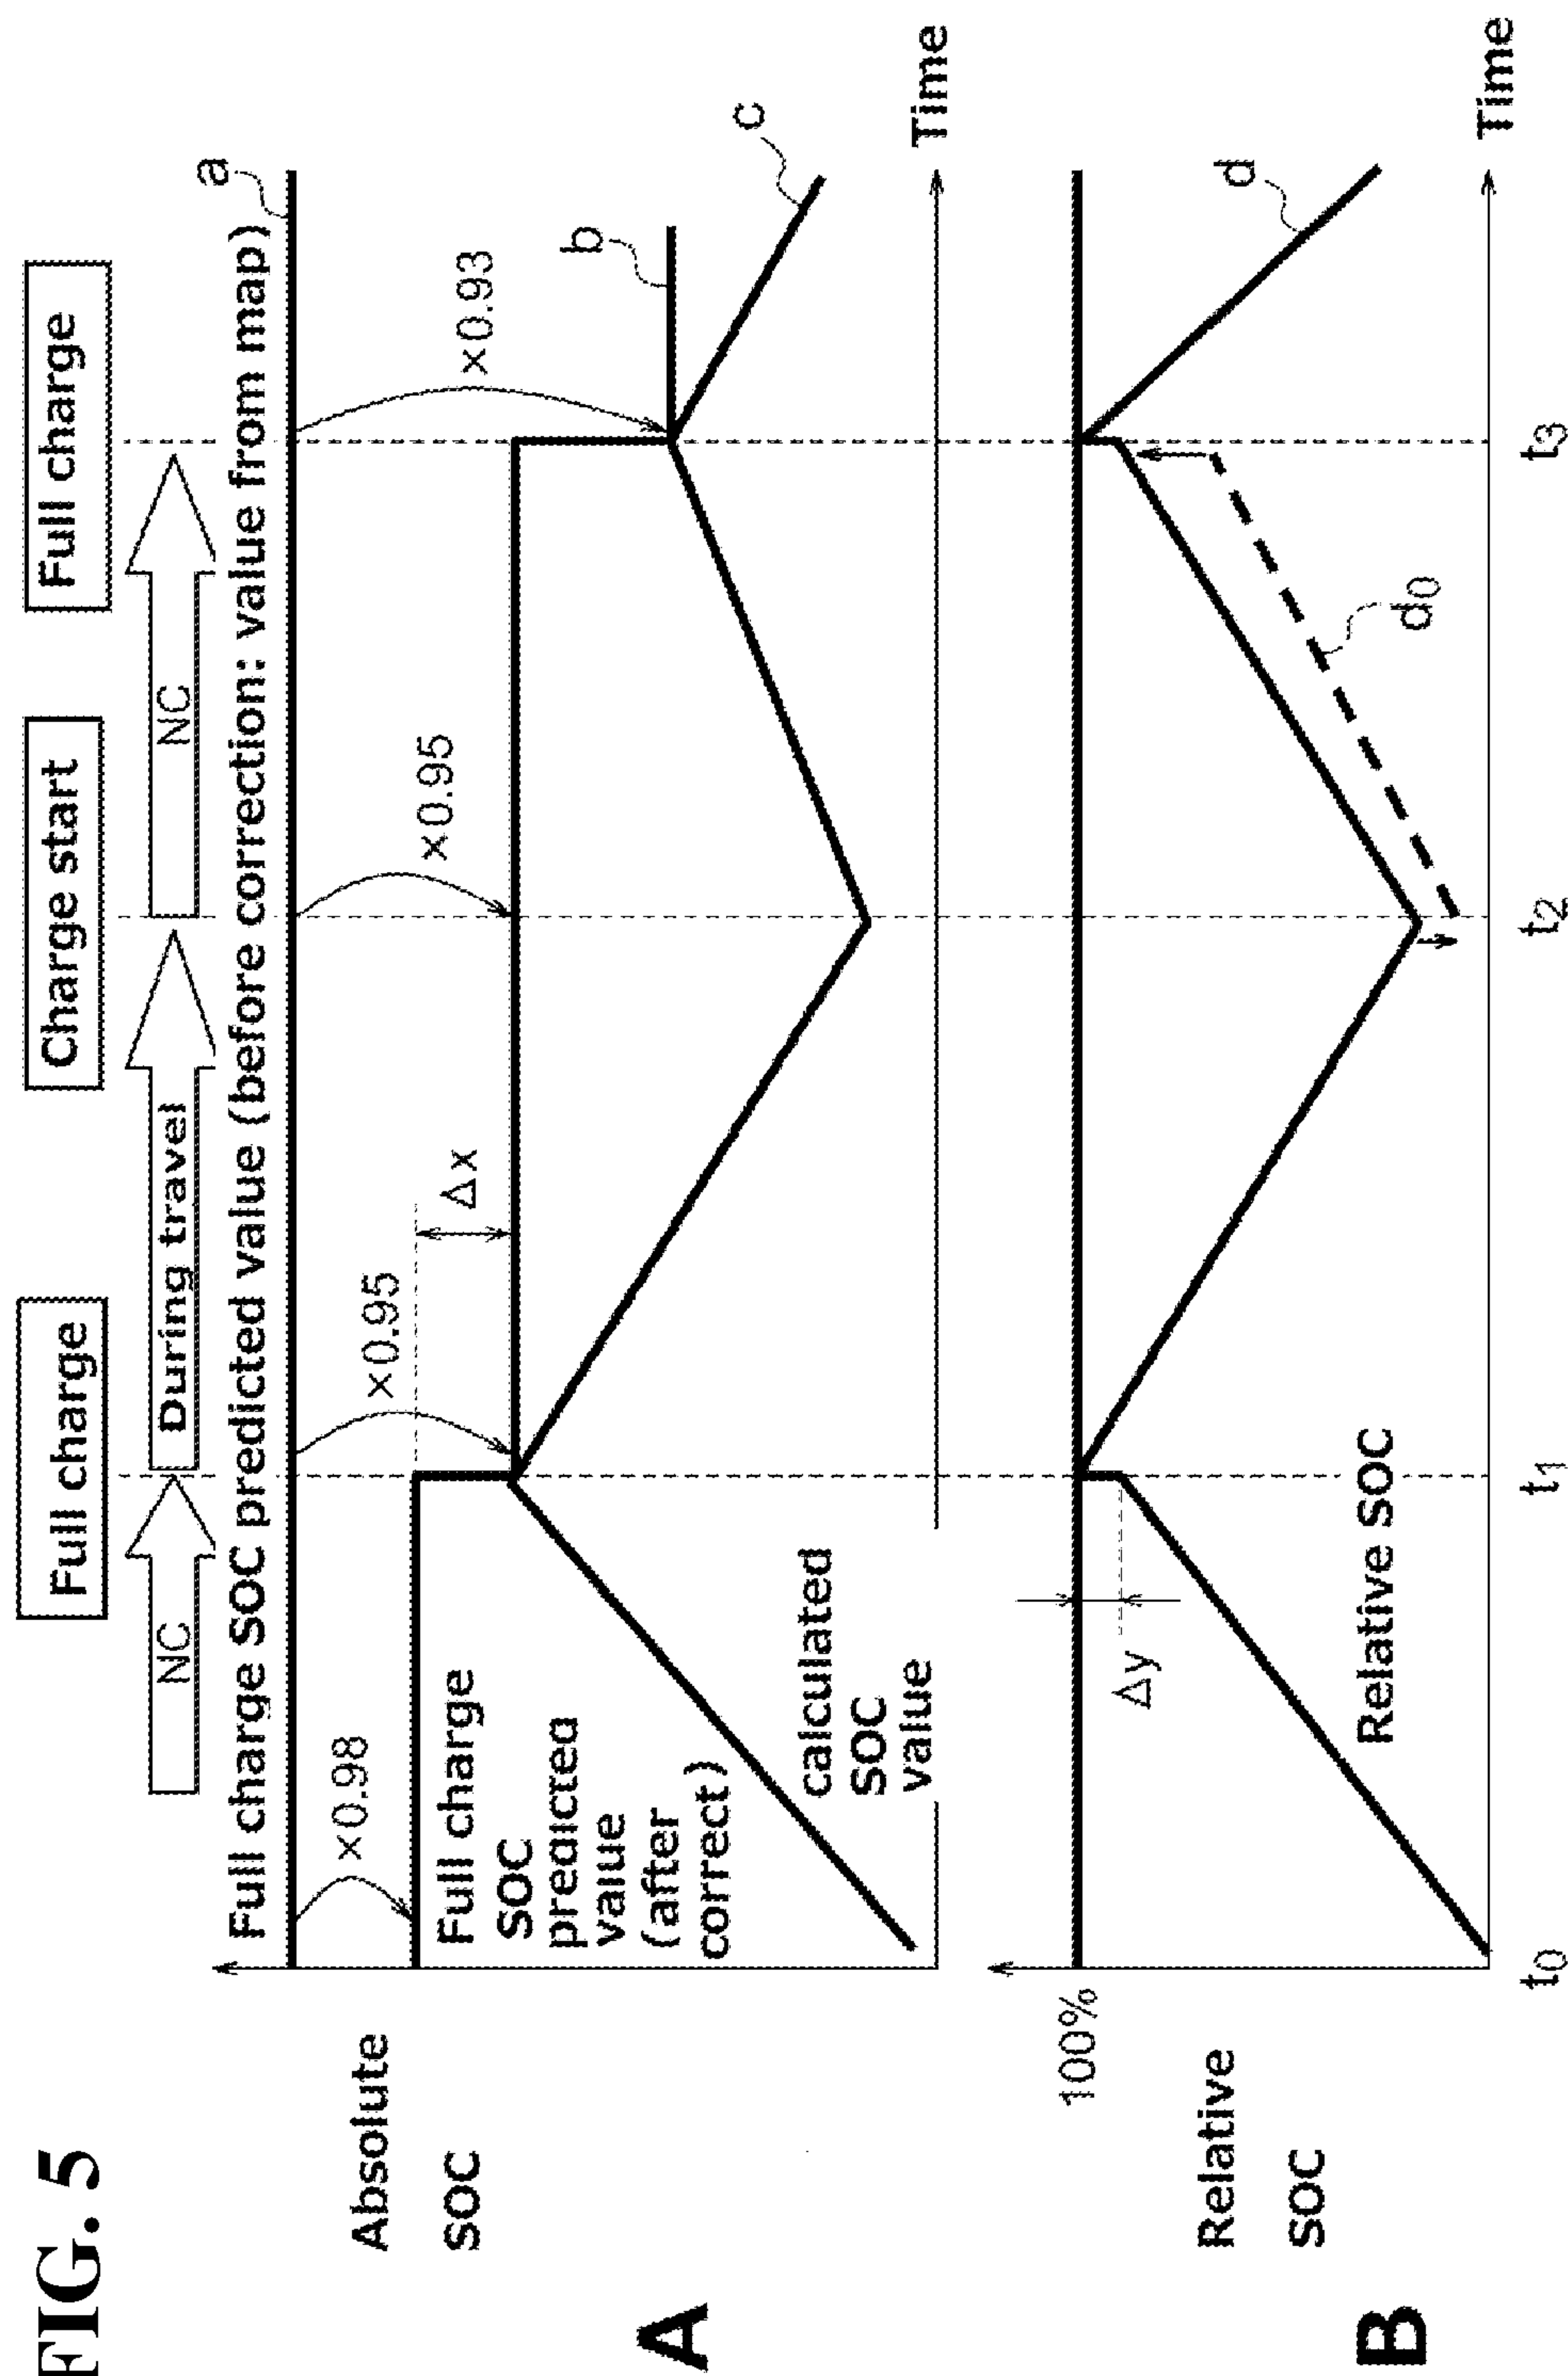 FIG. 5
Full charge
Charge start
Full charge
NC
During travel
NC
Full charge SOC predicted value (before correction: value from map)
a
Absolute
SOC
×0.98
×0.95
×0.95
×0.93
Δx
b
Full charge
SOC
predicted
value
(after
correct)
c
calculated
SOC
value
Time
A
100%
Relative
SOC
Δy
d
Relative SOC
d0
Time
B
t0
t1
t2
t3